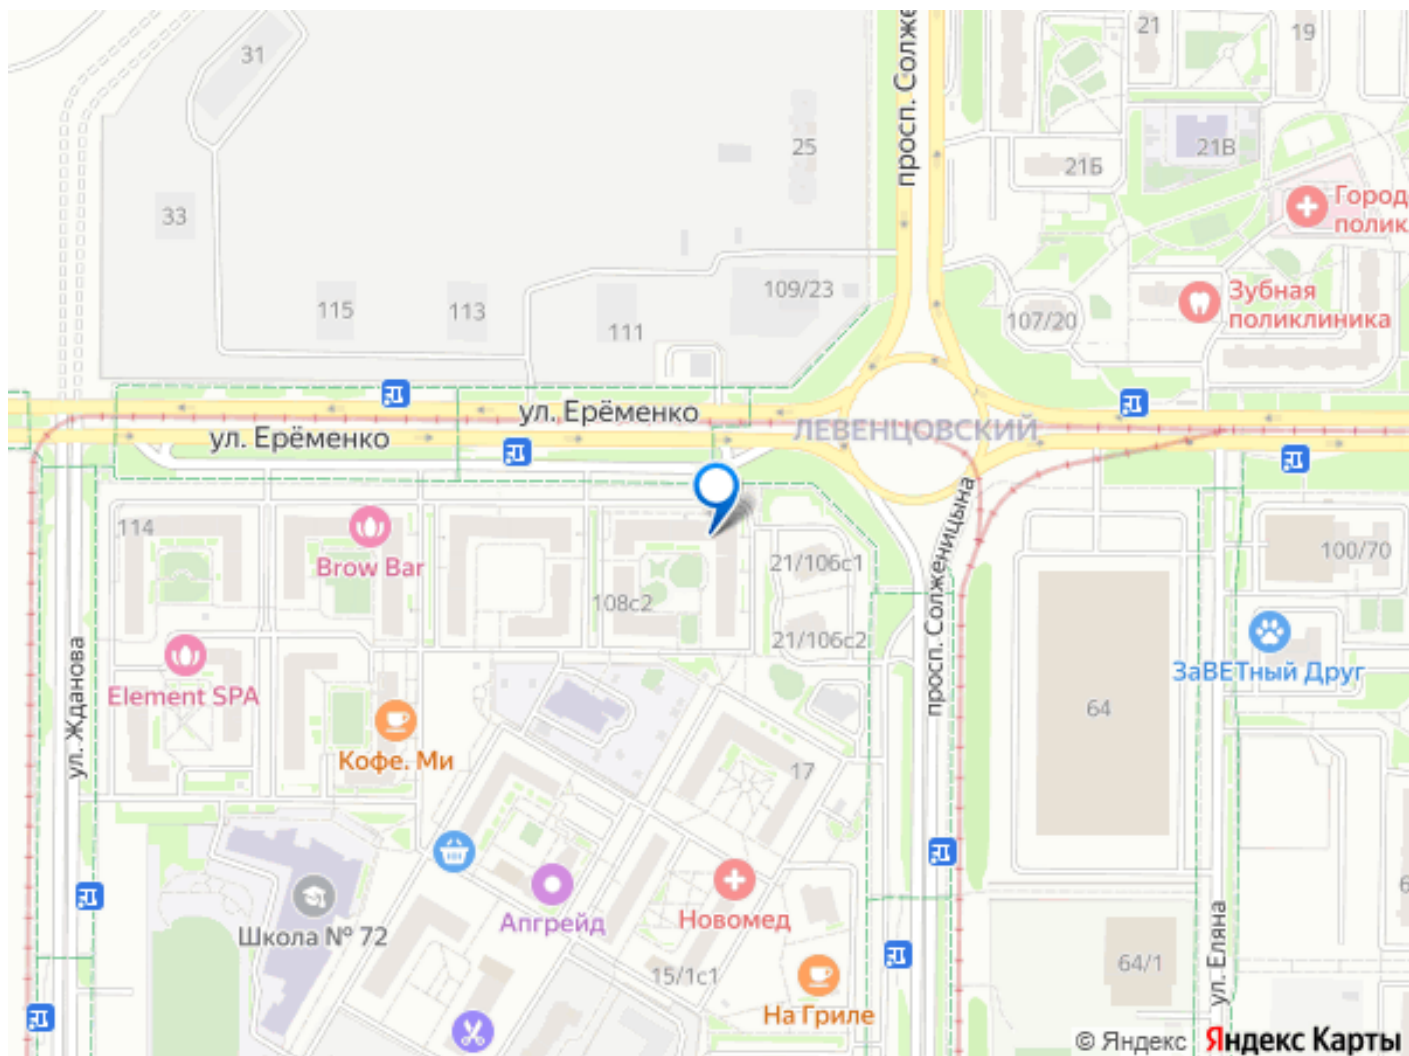 31
просп. Солже
21
19
25
21Б
21В
Город
полик
33
109/23
Зубная
поликлиника
115
113
111
107/20
ул. Ерёменко
ул. Ерёменко
ЛЕВЕНЦОВСКИЙ
114
Brow Bar
108с2
21/106с1
21/106с2
просп. Солженицына
100/70
ЗаВЕТный Друг
ул. Жданова
Element SPA
Кофе. Ми
17
64
Апгрейд
Новомед
Школа № 72
15/1с1
На Гриле
64/1
ул. Еляна
6
© Яндекс Яндекс Карты